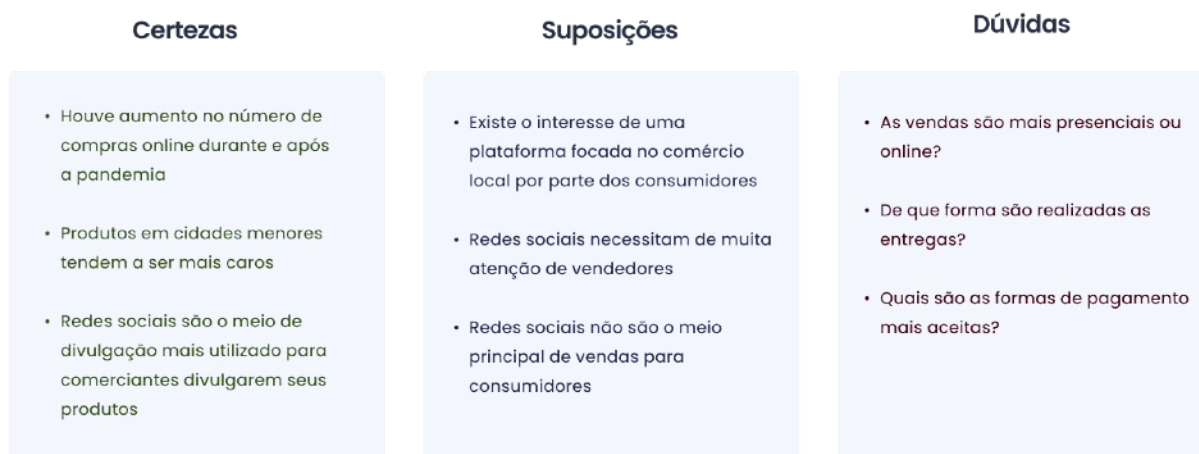 Certezas
• Houve aumento no número de
compras online durante e após
a pandemia
• Produtos em cidades menores
tendem a ser mais caros
• Redes sociais são o meio de
divulgação mais utilizado para
comerciantes divulgarem seus
produtos
Suposições
• Existe o interesse de uma
plataforma focada no comércio
local por parte dos consumidores
• Redes sociais necessitam de muita
atenção de vendedores
• Redes sociais não são o meio
principal de vendas para
consumidores
Dúvidas
• As vendas são mais presenciais ou
online?
• De que forma são realizadas as
entregas?
• Quais são as formas de pagamento
mais aceitas?